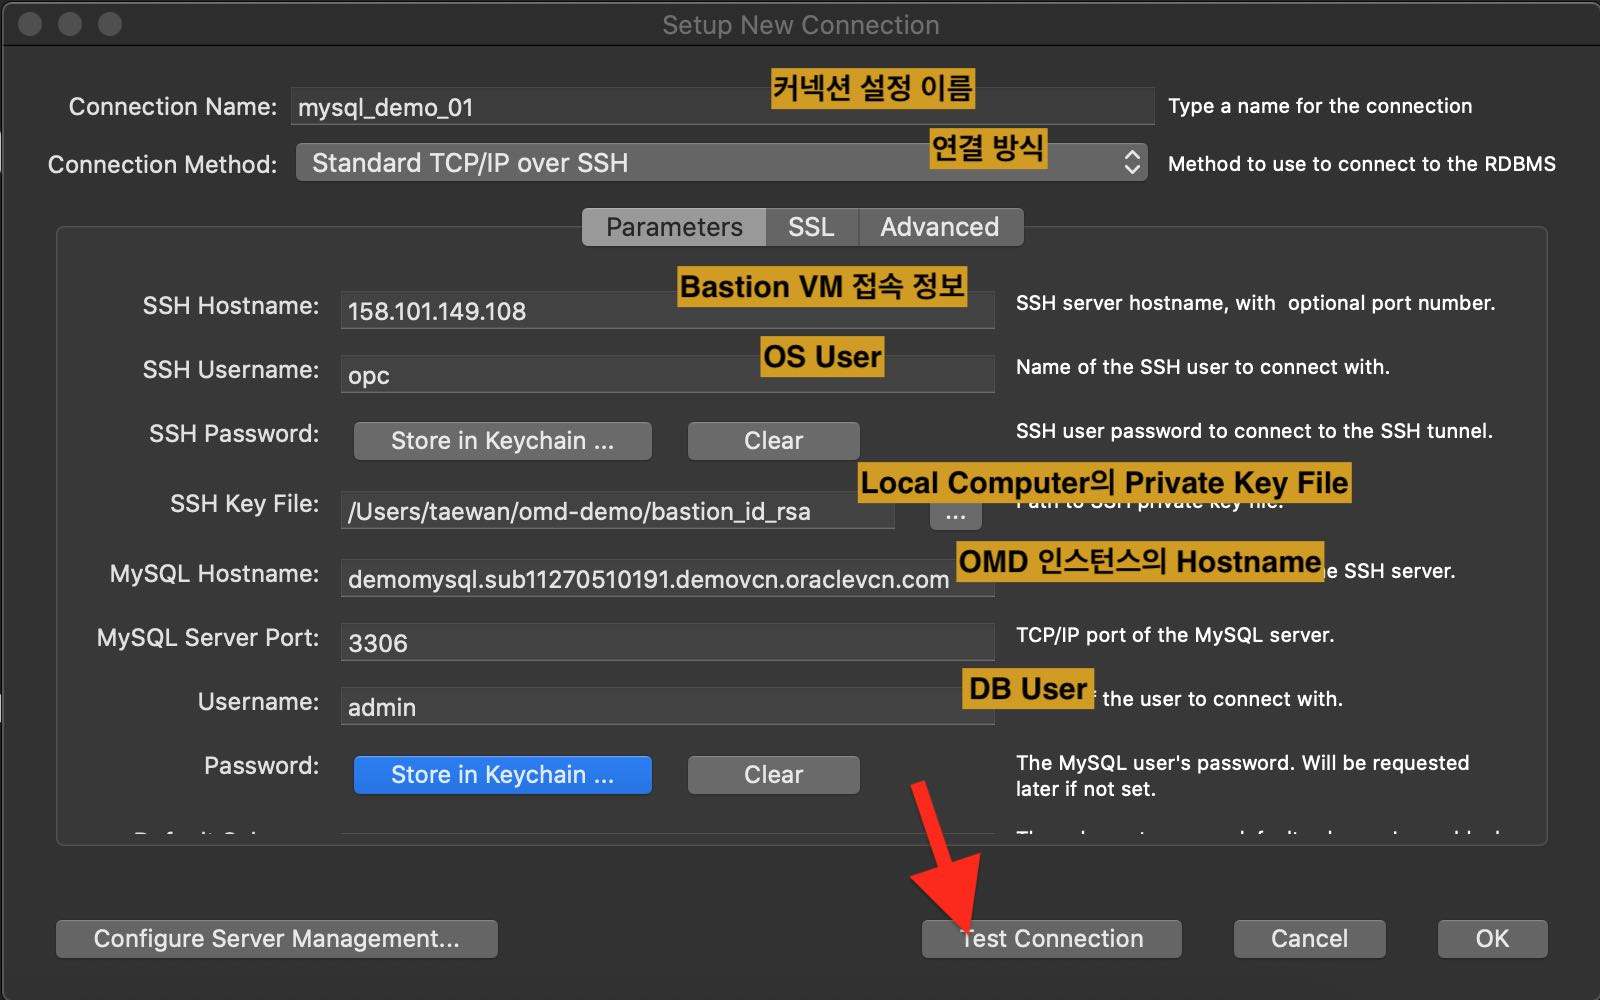 Setup New Connection
커넥션 설정 이름
Connection Name: mysql_demo_01 Type a name for the connection
연결 방식
Connection Method: Standard TCP/IP over SSH Method to use to connect to the RDBMS
Parameters SSL Advanced
Bastion VM 접속 정보
SSH Hostname: 158.101.149.108 SSH server hostname, with optional port number.
OS User
SSH Username: opc Name of the SSH user to connect with.
SSH Password: Store in Keychain ... Clear SSH user password to connect to the SSH tunnel.
Local Computer의 Private Key File
SSH Key File: /Users/taewan/omd-demo/bastion_id_rsa ... Path to SSH private key file.
OMD 인스턴스의 Hostname
MySQL Hostname: demomysql.sub11270510191.demovcn.oraclevcn.com SSH server.
MySQL Server Port: 3306 TCP/IP port of the MySQL server.
DB User
Username: admin the user to connect with.
Password: Store in Keychain ... Clear The MySQL user's password. Will be requested
later if not set.
Configure Server Management... Test Connection Cancel OK